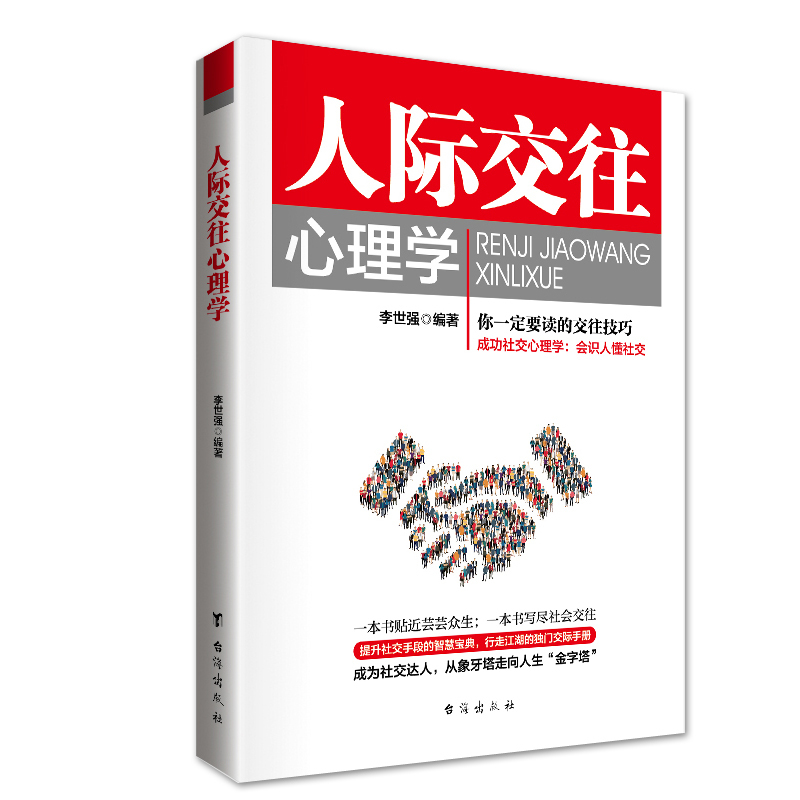 人际交往
心理学
RENJI JIAOWANG
XINLIXUE
李世强◎编著
你一定要读的交往技巧
成功社交心理学：会识人懂社交
一本书贴近芸芸众生；一本书写尽社会交往
提升社交手段的智慧宝典，行走江湖的独门交际手册
成为社交达人，从象牙塔走向人生“金字塔”
台海出版社
人际交往心理学
李世强◎编著
台海出版社